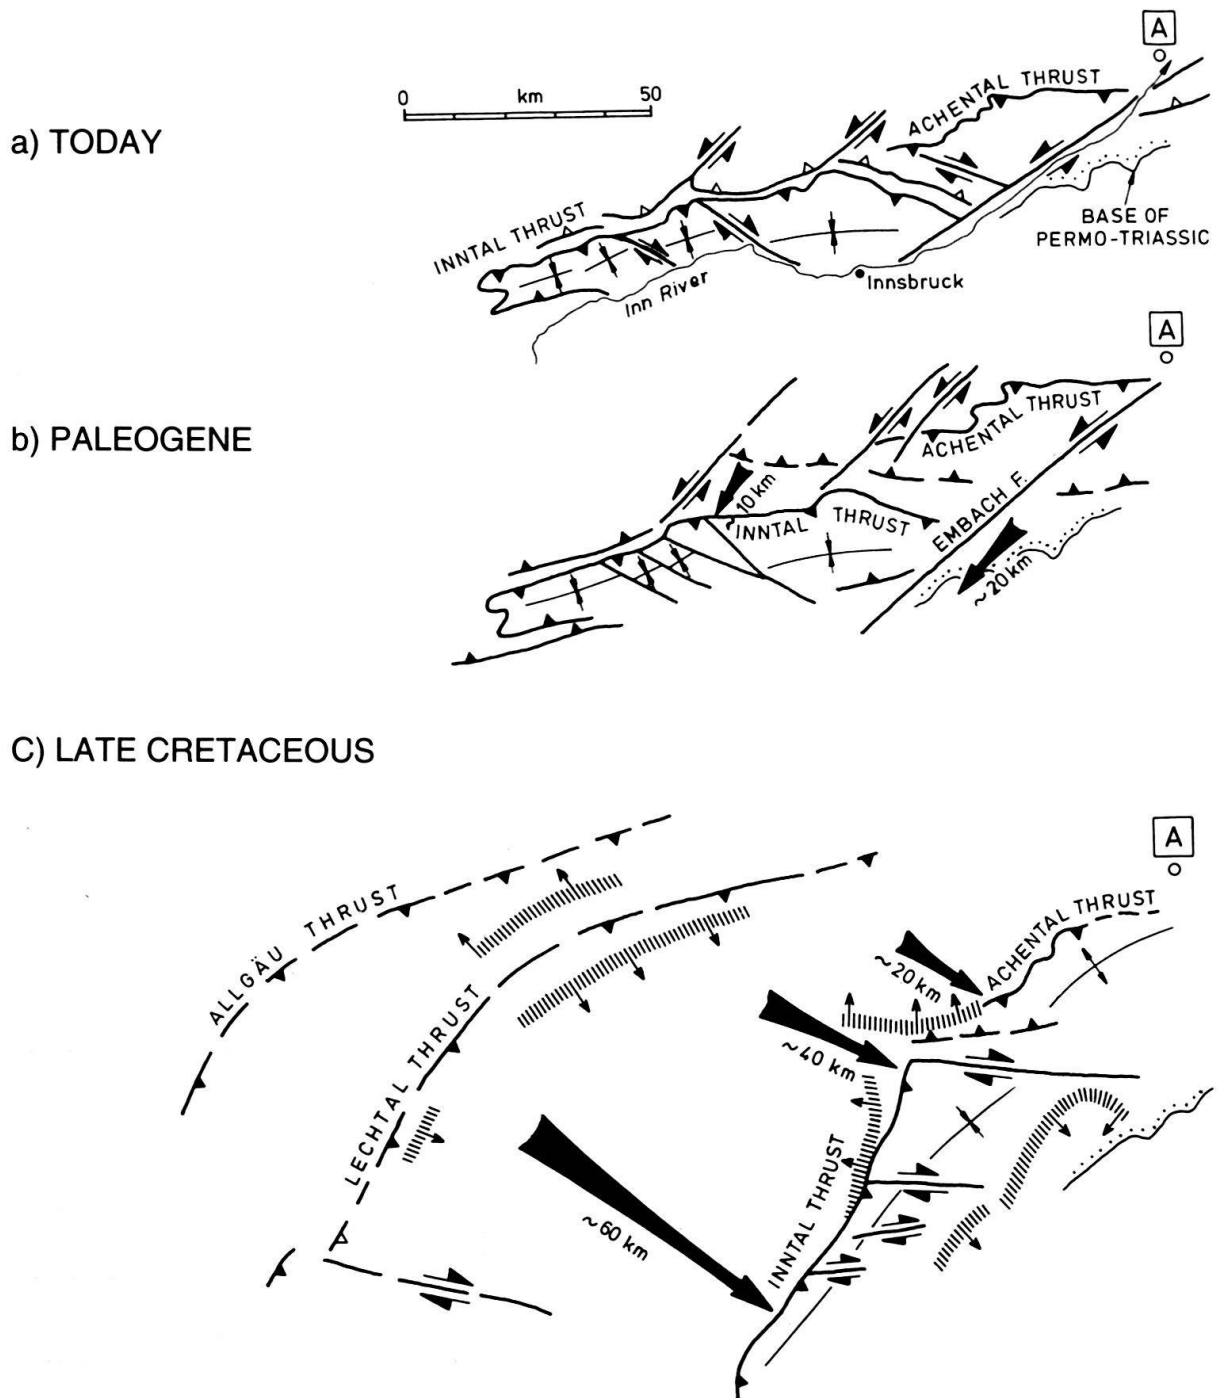 A
0 km 50
ACHENTAL THRUST
a) TODAY
INNTAL THRUST
BASE OF
PERMO-TRIASSIC
Innsbruck
Inn River
A
ACHENTAL THRUST
b) PALEOGENE
~10 km
INNTAL THRUST
EMBACH F.
~20 km
C) LATE CRETACEOUS
A
ALLGÄU THRUST
ACHENTAL THRUST
~20 km
LECHTAL THRUST
~40 km
INNTAL THRUST
~60 km